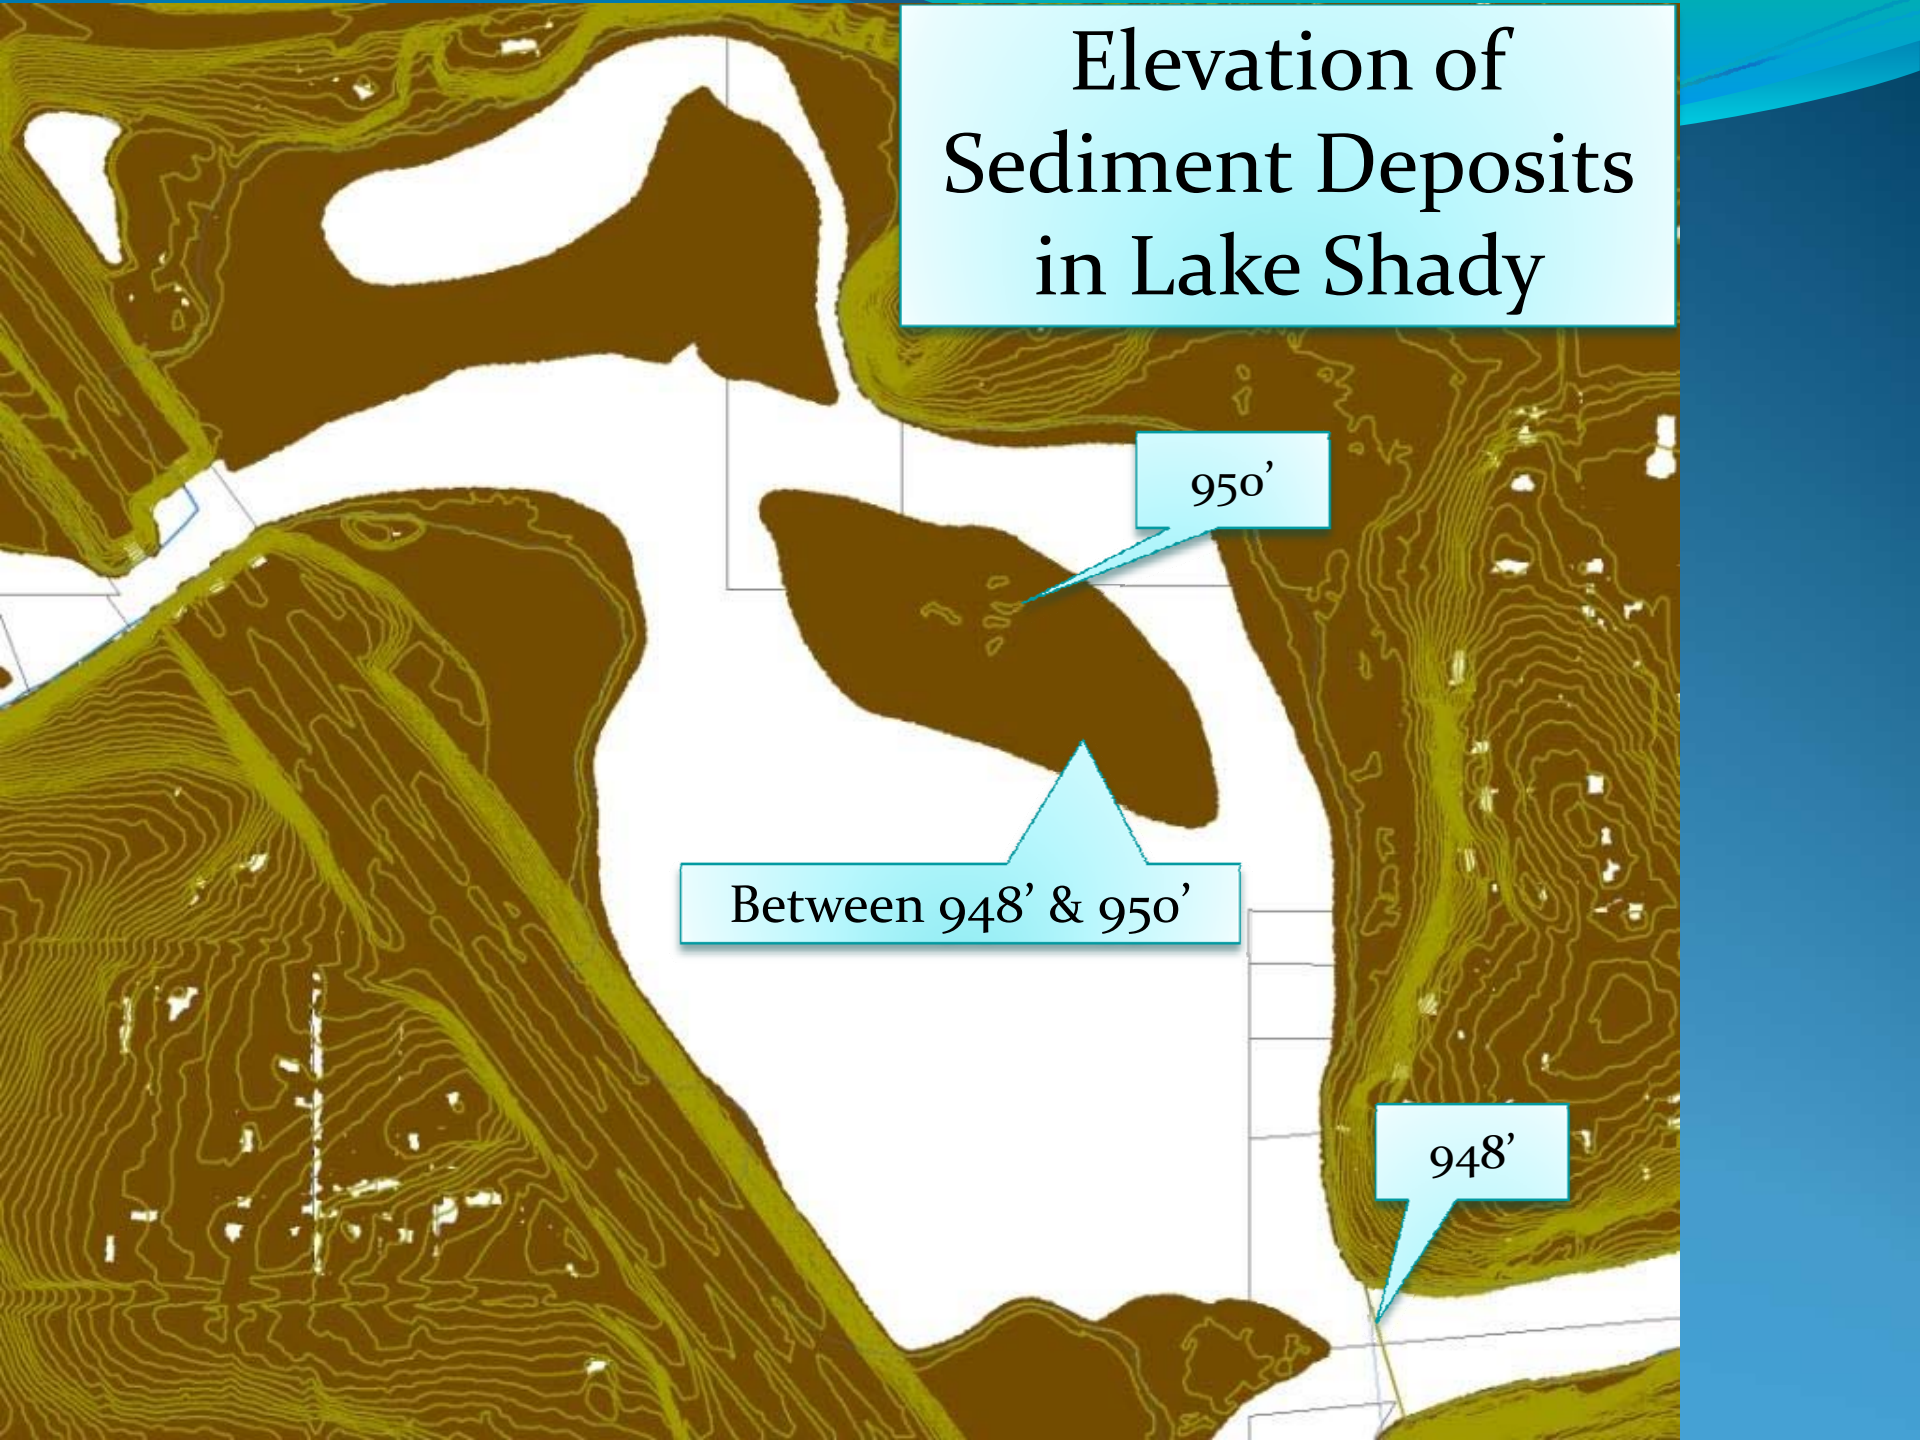 Elevation of
Sediment Deposits
in Lake Shady
950’
Between 948’ & 950’
948’